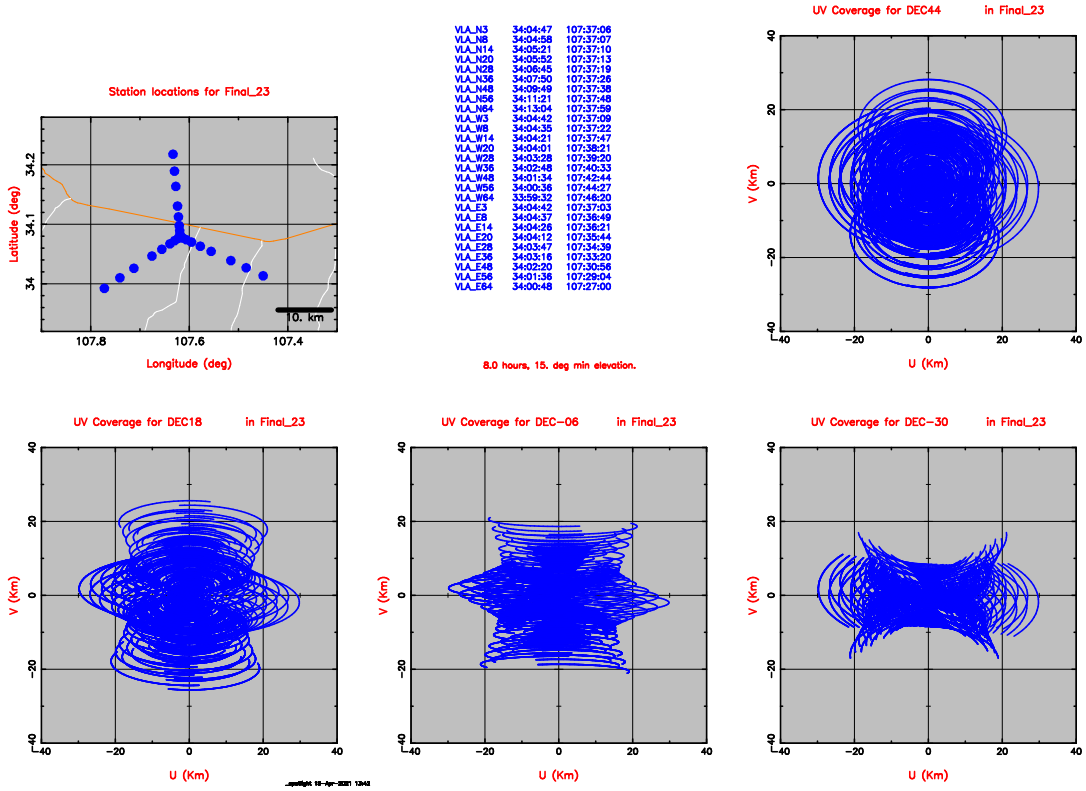 Station locations for Final_23
34.2
34.1
34
Latitude (deg)
10. km
107.8 107.6 107.4
Longitude (deg)
VLA_N3 34:04:47 107:37:06
VLA_N8 34:04:58 107:37:07
VLA_N14 34:05:21 107:37:10
VLA_N20 34:05:52 107:37:13
VLA_N28 34:06:45 107:37:19
VLA_N36 34:07:50 107:37:26
VLA_N48 34:09:49 107:37:38
VLA_N56 34:11:21 107:37:48
VLA_N64 34:13:04 107:37:59
VLA_W3 34:04:42 107:37:09
VLA_W8 34:04:35 107:37:22
VLA_W14 34:04:21 107:37:47
VLA_W20 34:04:01 107:38:21
VLA_W28 34:03:28 107:39:20
VLA_W36 34:02:48 107:40:33
VLA_W48 34:01:34 107:42:44
VLA_W56 34:00:36 107:44:27
VLA_W64 33:59:32 107:46:20
VLA_E3 34:04:42 107:37:03
VLA_E8 34:04:37 107:36:49
VLA_E14 34:04:26 107:36:21
VLA_E20 34:04:12 107:35:44
VLA_E28 34:03:47 107:34:39
VLA_E36 34:03:16 107:33:20
VLA_E48 34:02:20 107:30:56
VLA_E56 34:01:36 107:29:04
VLA_E64 34:00:48 107:27:00
8.0 hours, 15. deg min elevation.
UV Coverage for DEC44 in Final_23
40
20
0
-20
-40
V (Km)
-40 -20 0 20 40
U (Km)
UV Coverage for DEC18 in Final_23
40
20
0
-20
-40
V (Km)
-40 -20 0 20 40
U (Km)
UV Coverage for DEC-06 in Final_23
40
20
0
-20
-40
V (Km)
-40 -20 0 20 40
U (Km)
UV Coverage for DEC-30 in Final_23
40
20
0
-20
-40
V (Km)
-40 -20 0 20 40
U (Km)